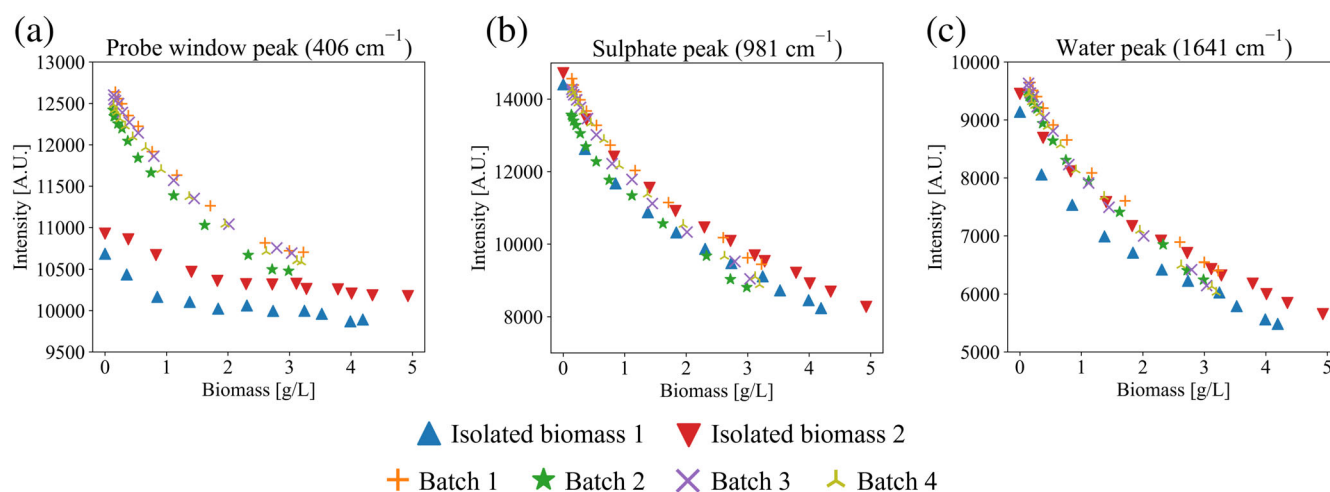 (a)
Probe window peak (406 cm⁻¹)
13000
12500
12000
11500
11000
10500
10000
9500
Intensity [A.U.]
0 1 2 3 4 5
Biomass [g/L]
(b)
Sulphate peak (981 cm⁻¹)
14000
12000
10000
8000
Intensity [A.U.]
0 1 2 3 4 5
Biomass [g/L]
(c)
Water peak (1641 cm⁻¹)
10000
9000
8000
7000
6000
5000
Intensity [A.U.]
0 1 2 3 4 5
Biomass [g/L]
Isolated biomass 1 Isolated biomass 2
Batch 1 Batch 2 Batch 3 Batch 4